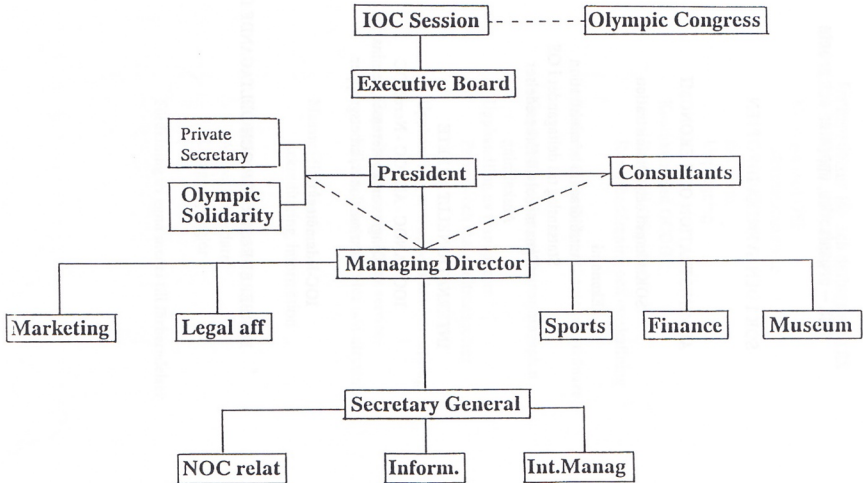 IOC Session
Olympic Congress
Executive Board
Private
Secretary
President
Consultants
Olympic
Solidarity
Managing Director
Marketing
Legal aff
Sports
Finance
Museum
Secretary General
NOC relat
Inform.
Int.Manag